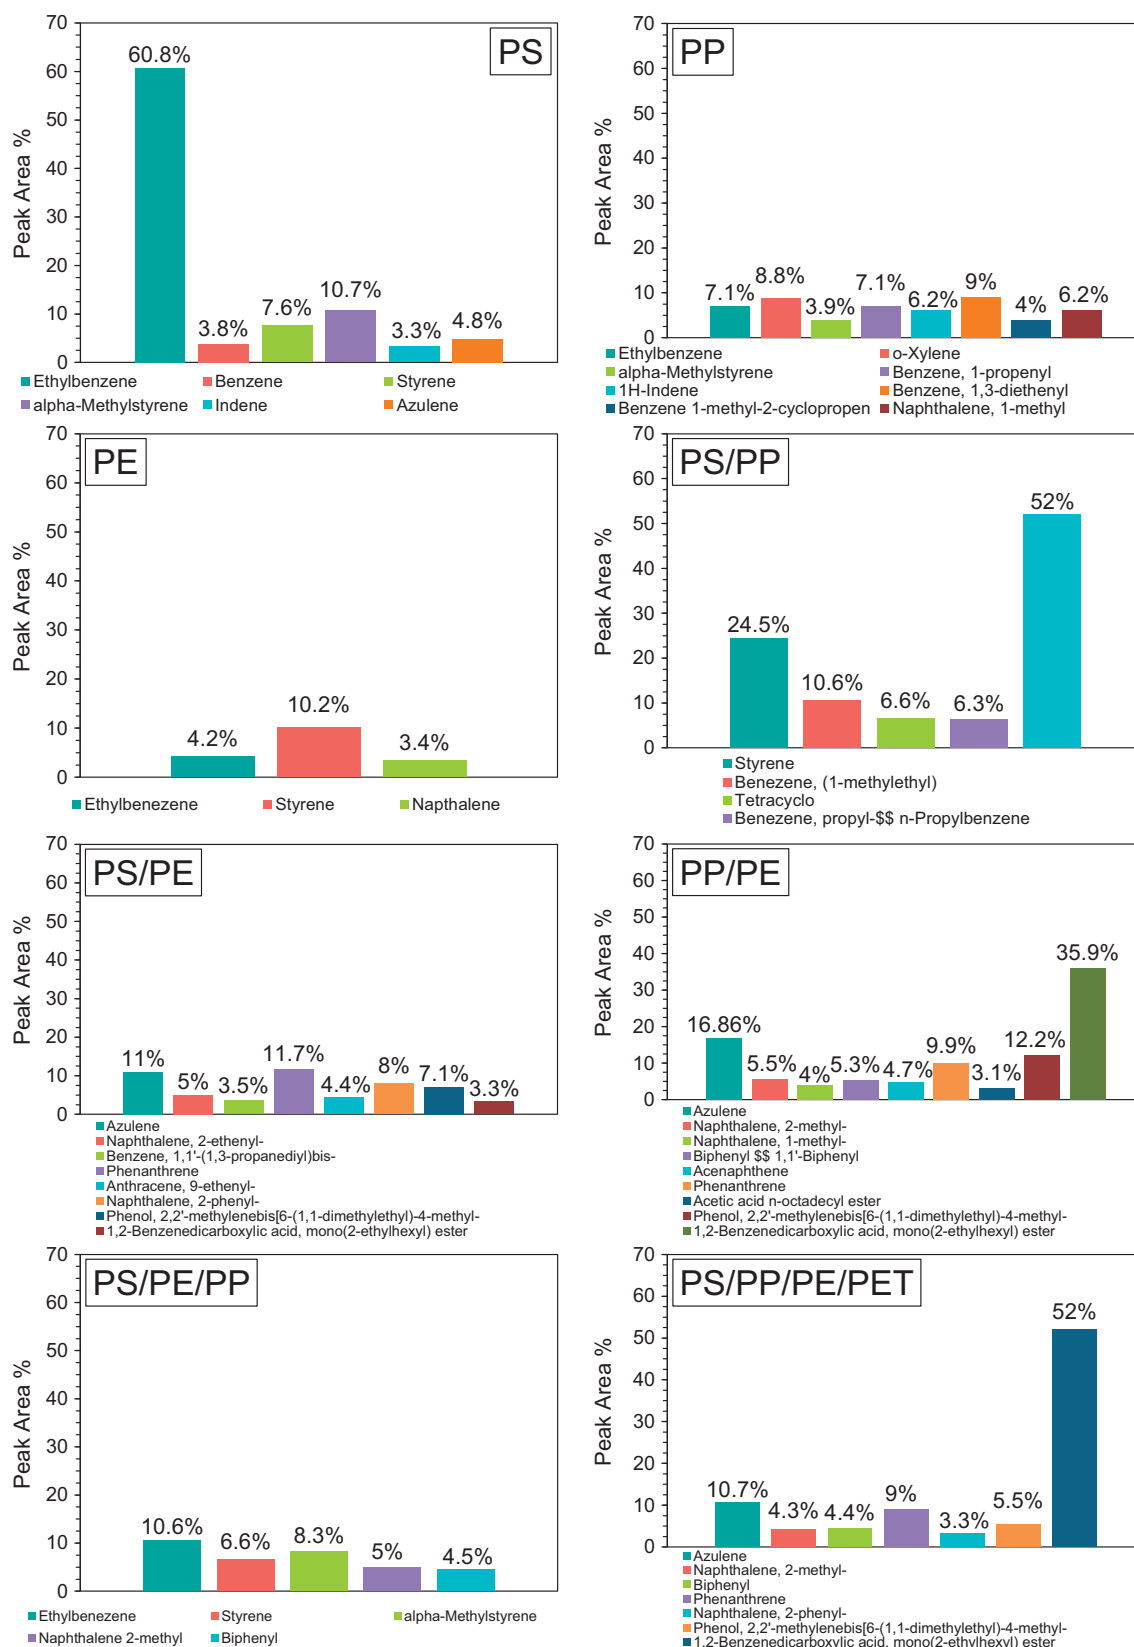 70
60
50
40
30
20
10
0
Peak Area %
PS
60.8%
3.8%
7.6%
10.7%
3.3%
4.8%
Ethylbenzene
Benzene
Styrene
alpha-Methylstyrene
Indene
Azulene
70
60
50
40
30
20
10
0
Peak Area %
PP
7.1%
8.8%
3.9%
7.1%
6.2%
9%
4%
6.2%
Ethylbenzene
o-Xylene
alpha-Methylstyrene
Benzene, 1-propenyl
1H-Indene
Benzene, 1,3-diethenyl
Benzene 1-methyl-2-cyclopropen
Naphthalene, 1-methyl
70
60
50
40
30
20
10
0
Peak Area %
PE
4.2%
10.2%
3.4%
Ethylbenezene
Styrene
Napthalene
70
60
50
40
30
20
10
0
Peak Area %
PS/PP
24.5%
10.6%
6.6%
6.3%
52%
Styrene
Benezene, (1-methylethyl)
Tetracyclo
Benezene, propyl-$$ n-Propylbenzene
70
60
50
40
30
20
10
0
Peak Area %
PS/PE
11%
5%
3.5%
11.7%
4.4%
8%
7.1%
3.3%
Azulene
Naphthalene, 2-ethenyl-
Benzene, 1,1'-(1,3-propanediyl)bis-
Phenanthrene
Anthracene, 9-ethenyl-
Naphthalene, 2-phenyl-
Phenol, 2,2'-methylenebis[6-(1,1-dimethylethyl)-4-methyl-
1,2-Benzenedicarboxylic acid, mono(2-ethylhexyl) ester
70
60
50
40
30
20
10
0
Peak Area %
PP/PE
16.86%
5.5%
4%
5.3%
4.7%
9.9%
3.1%
12.2%
35.9%
Azulene
Naphthalene, 2-methyl-
Naphthalene, 1-methyl-
Biphenyl $$ 1,1'-Biphenyl
Acenaphthene
Phenanthrene
Acetic acid n-octadecyl ester
Phenol, 2,2'-methylenebis[6-(1,1-dimethylethyl)-4-methyl-
1,2-Benzenedicarboxylic acid, mono(2-ethylhexyl) ester
70
60
50
40
30
20
10
0
Peak Area %
PS/PE/PP
10.6%
6.6%
8.3%
5%
4.5%
Ethylbenzene
Styrene
alpha-Methylstyrene
Naphthalene 2-methyl
Biphenyl
70
60
50
40
30
20
10
0
Peak Area %
PS/PP/PE/PET
10.7%
4.3%
4.4%
9%
3.3%
5.5%
52%
Azulene
Naphthalene, 2-methyl-
Biphenyl
Phenanthrene
Naphthalene, 2-phenyl-
Phenol, 2,2'-methylenebis[6-(1,1-dimethylethyl)-4-methyl-
1,2-Benzenedicarboxylic acid, mono(2-ethylhexyl) ester